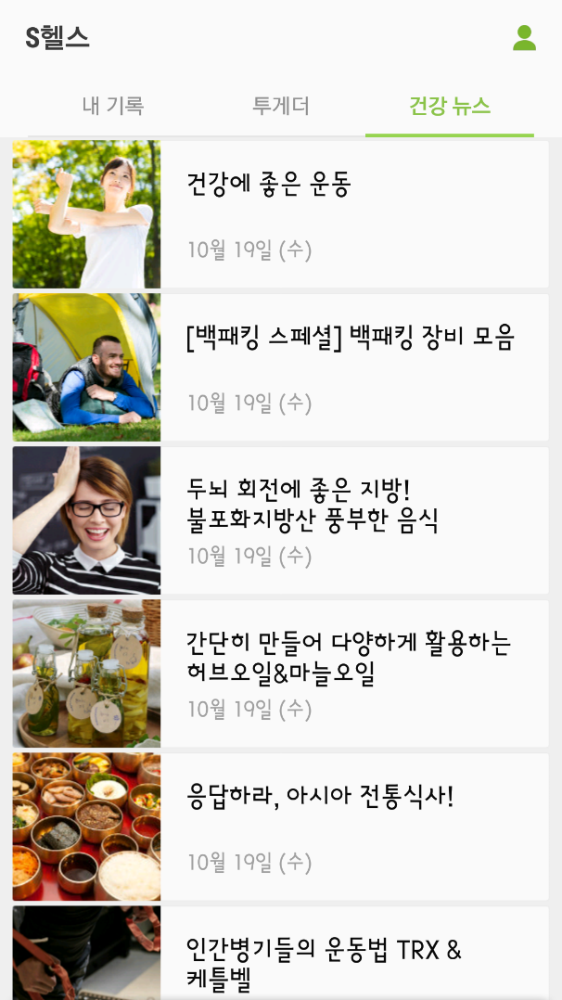 S헬스
내 기록
투게더
건강 뉴스
건강에 좋은 운동
10월 19일 (수)
[백패킹 스페셜] 백패킹 장비 모음
10월 19일 (수)
두뇌 회전에 좋은 지방!
불포화지방산 풍부한 음식
10월 19일 (수)
간단히 만들어 다양하게 활용하는
허브오일&마늘오일
10월 19일 (수)
응답하라, 아시아 전통식사!
10월 19일 (수)
인간병기들의 운동법 TRX &
케틀벨